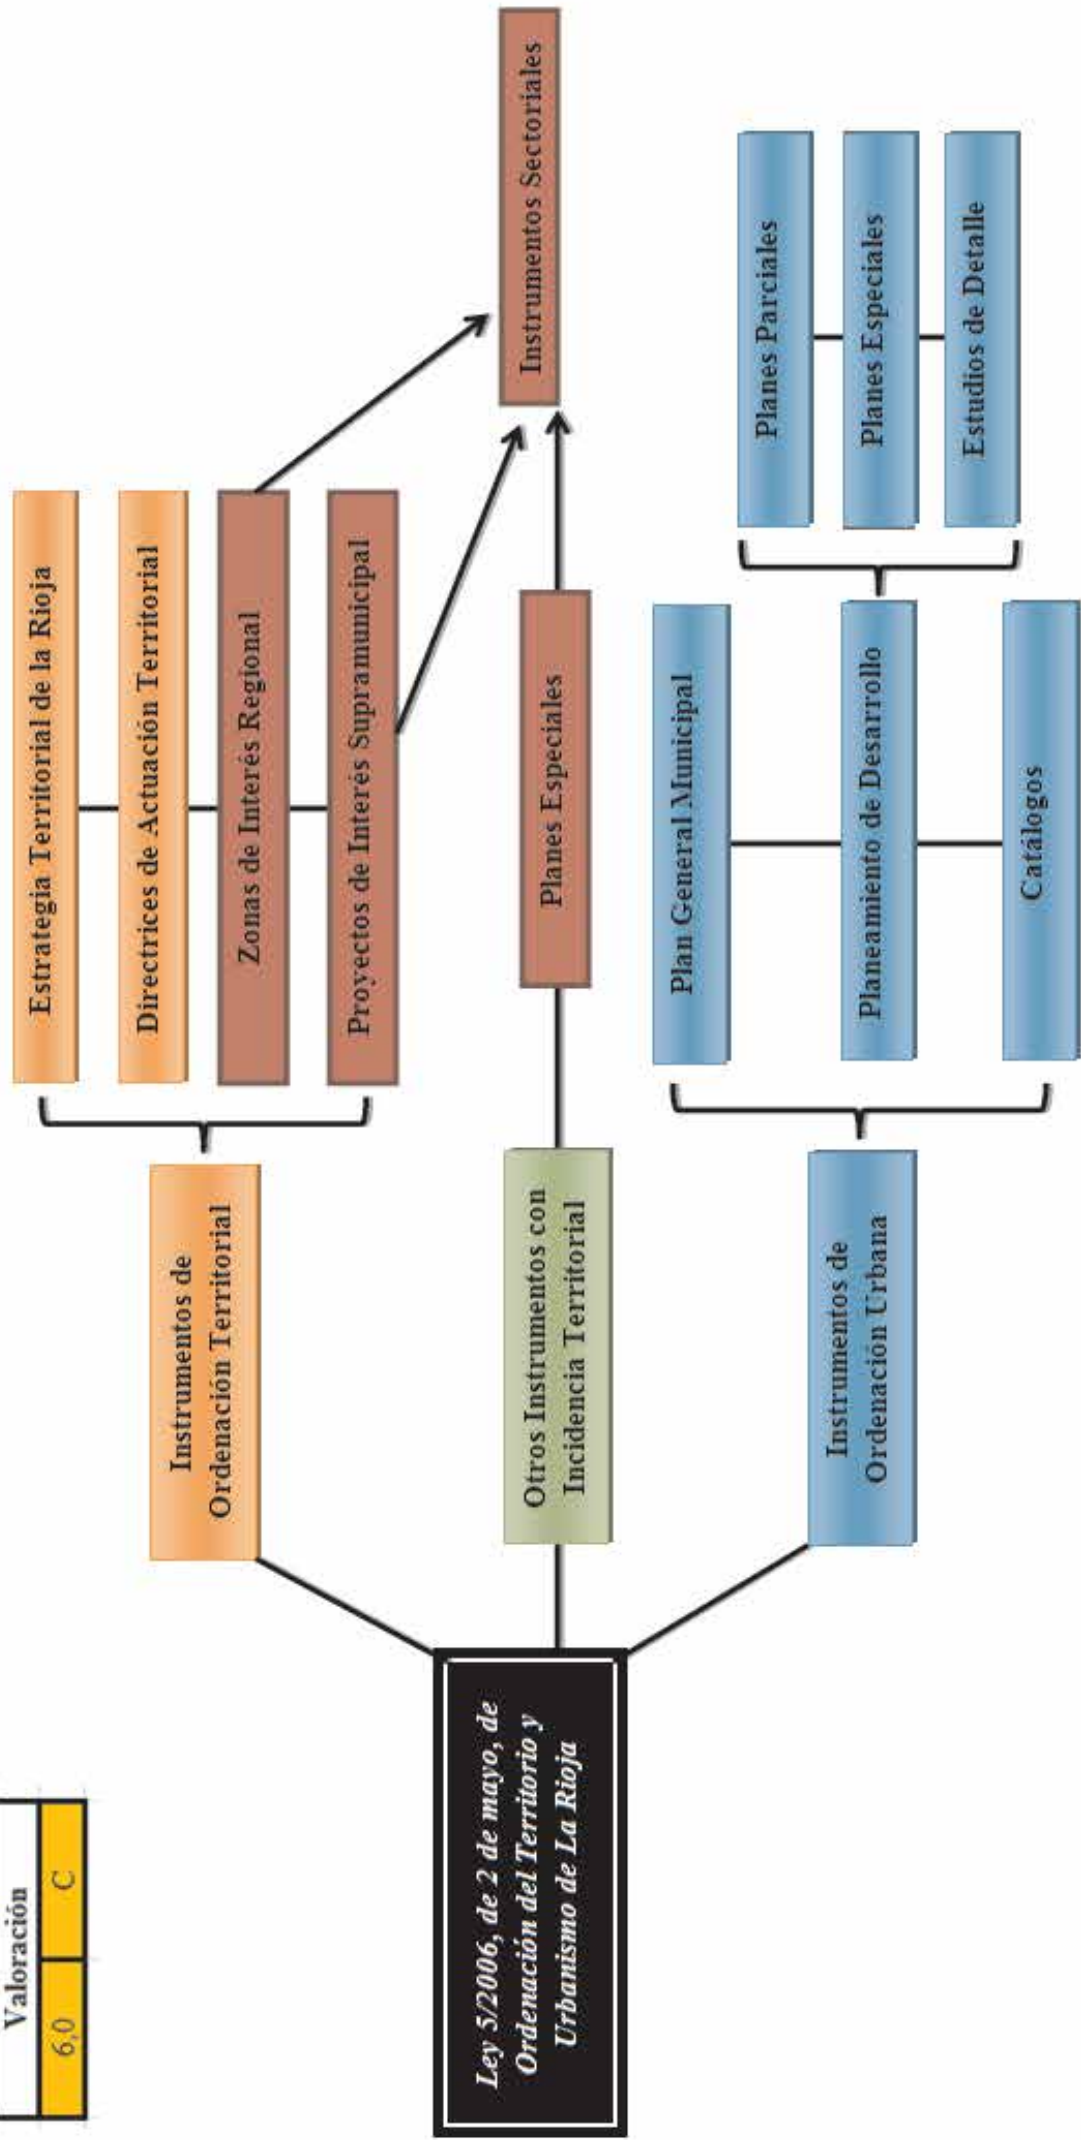 Valoración
6,0
C
Ley 5/2006, de 2 de mayo, de
Ordenación del Territorio y
Urbanismo de La Rioja
Instrumentos de
Ordenación Territorial
Estrategia Territorial de la Rioja
Directrices de Actuación Territorial
Zonas de Interés Regional
Proyectos de Interés Supramunicipal
Otros Instrumentos con
Incidencia Territorial
Planes Especiales
Instrumentos Sectoriales
Instrumentos de
Ordenación Urbana
Plan General Municipal
Planeamiento de Desarrollo
Catálogos
Planes Parciales
Planes Especiales
Estudios de Detalle